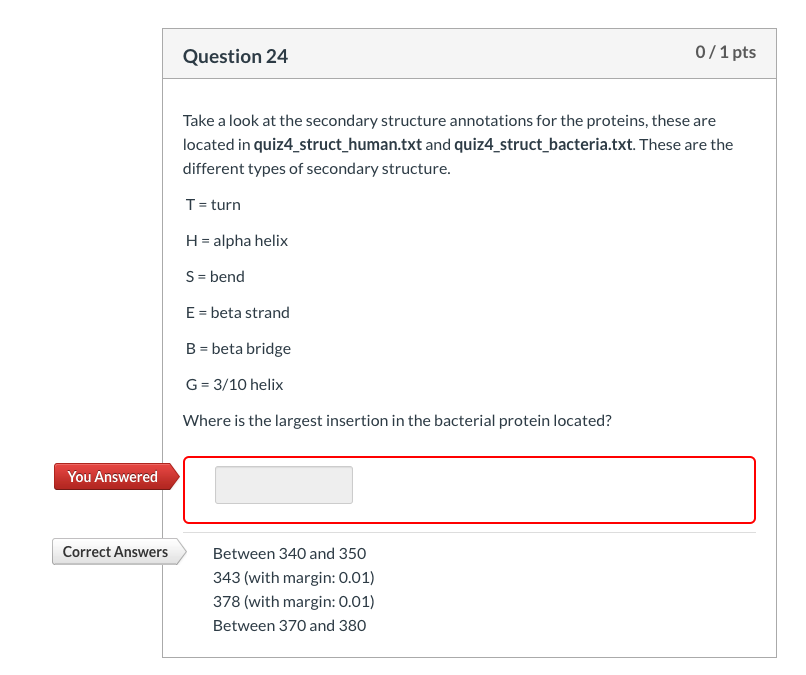 Question 24
0 / 1 pts
Take a look at the secondary structure annotations for the proteins, these are
located in quiz4_struct_human.txt and quiz4_struct_bacteria.txt. These are the
different types of secondary structure.
T = turn
H = alpha helix
S = bend
E = beta strand
B = beta bridge
G = 3/10 helix
Where is the largest insertion in the bacterial protein located?
You Answered
Correct Answers
Between 340 and 350
343 (with margin: 0.01)
378 (with margin: 0.01)
Between 370 and 380